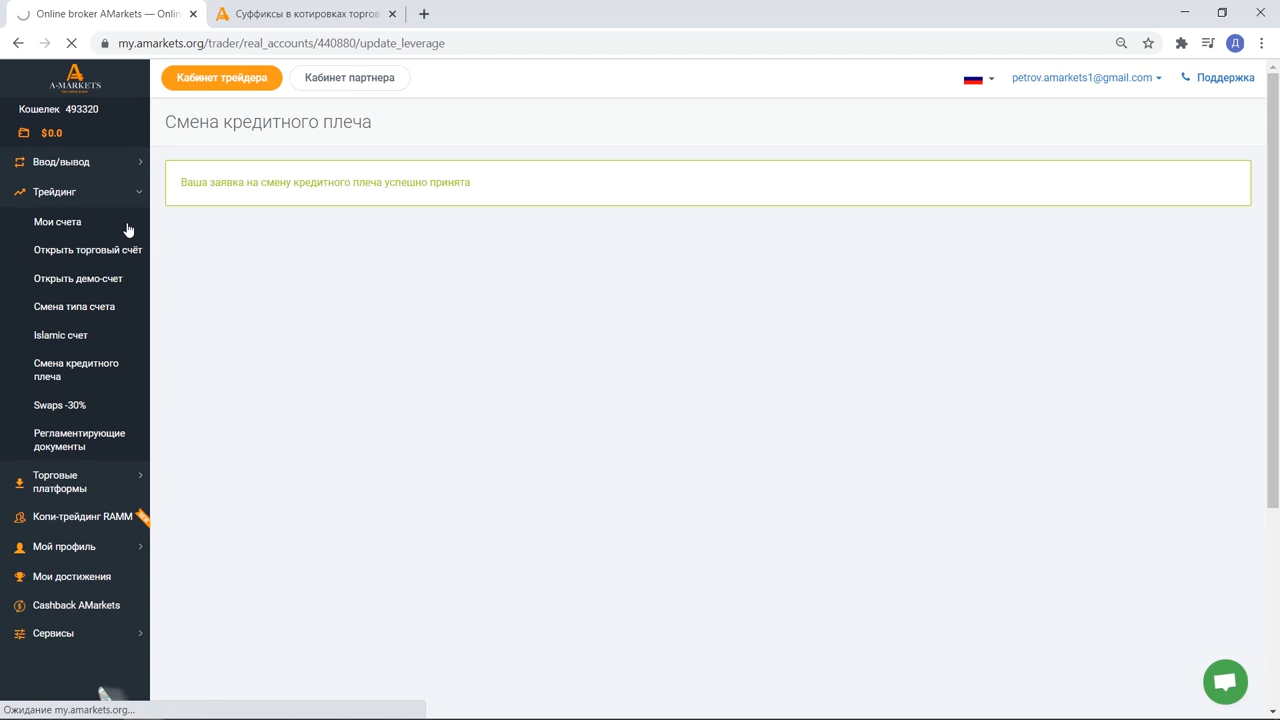 Online broker AMarkets — Onlin
Суффиксы в котировках торгов
my.amarkets.org/trader/real_accounts/440880/update_leverage
Д
A-MARKETS
Кабинет трейдера
Кабинет партнера
petrov.amarkets1@gmail.com
Поддержка
Кошелек 493320
$0.0
Смена кредитного плеча
Ваша заявка на смену кредитного плеча успешно принята
Ввод/вывод
Трейдинг
Мои счета
Открыть торговый счёт
Открыть демо-счет
Смена типа счета
Islamic счет
Смена кредитного
плеча
Swaps -30%
Регламентирующие
документы
Торговые
платформы
Копи-трейдинг RAMM
Мой профиль
Мои достижения
Cashback AMarkets
Сервисы
Ожидание my.amarkets.org...